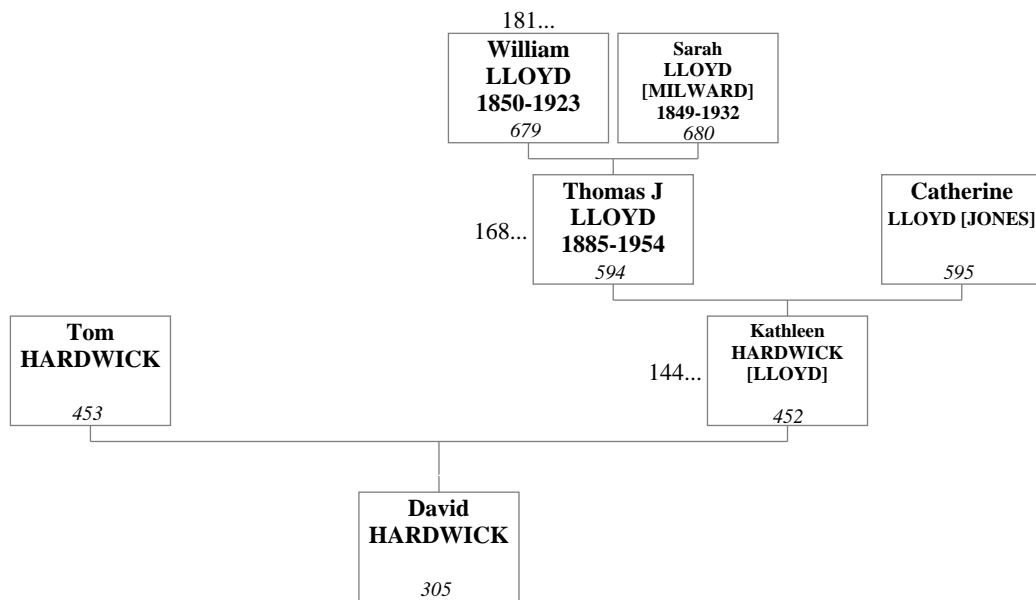 181...
William
LLOYD
1850-1923
679
Sarah
LLOYD
[MILWARD]
1849-1932
680
168...
Thomas J
LLOYD
1885-1954
594
Catherine
LLOYD [JONES]
595
Tom
HARDWICK
453
144...
Kathleen
HARDWICK
[LLOYD]
452
David
HARDWICK
305